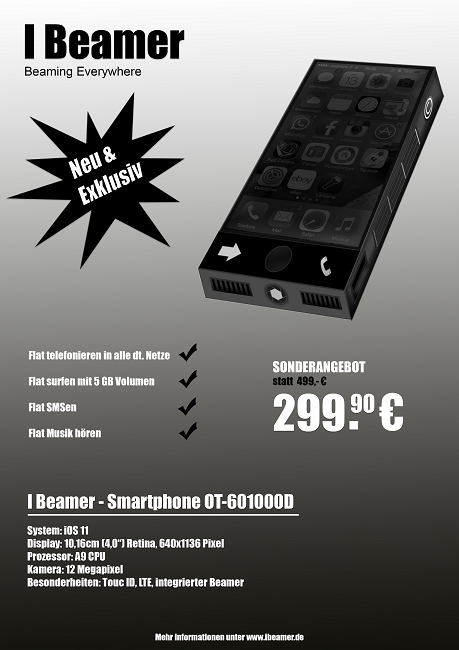 I Beamer
Beaming Everywhere
Neu &
Exklusiv
Flat telefonieren in alle dt. Netze
Flat surfen mit 5 GB Volumen
Flat SMSen
Flat Musik hören
SONDERANGEBOT
statt 499,- €
299.90 €
I Beamer - Smartphone OT-601000D
System: iOS 11
Display: 10,16cm (4,0“) Retina, 640x1136 Pixel
Prozessor: A9 CPU
Kamera: 12 Megapixel
Besonderheiten: Touc ID, LTE, integrierter Beamer
Mehr Informationen unter www.ibeamer.de